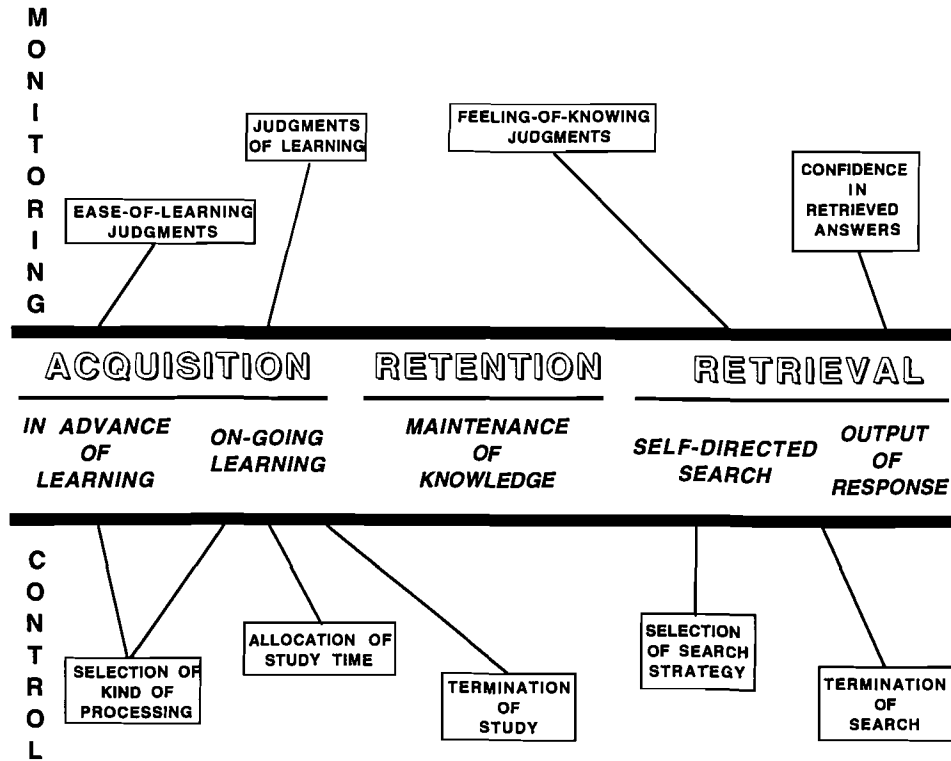 MONITORING
JUDGMENTS
OF LEARNING
FEELING-OF-KNOWING
JUDGMENTS
CONFIDENCE
IN
RETRIEVED
ANSWERS
EASE-OF-LEARNING
JUDGMENTS
ACQUISITION
RETENTION
RETRIEVAL
IN ADVANCE
OF
LEARNING
ON-GOING
LEARNING
MAINTENANCE
OF
KNOWLEDGE
SELF-DIRECTED
SEARCH
OUTPUT
OF
RESPONSE
CONTROL
SELECTION OF
KIND OF
PROCESSING
ALLOCATION OF
STUDY TIME
TERMINATION
OF
STUDY
SELECTION
OF SEARCH
STRATEGY
TERMINATION
OF
SEARCH